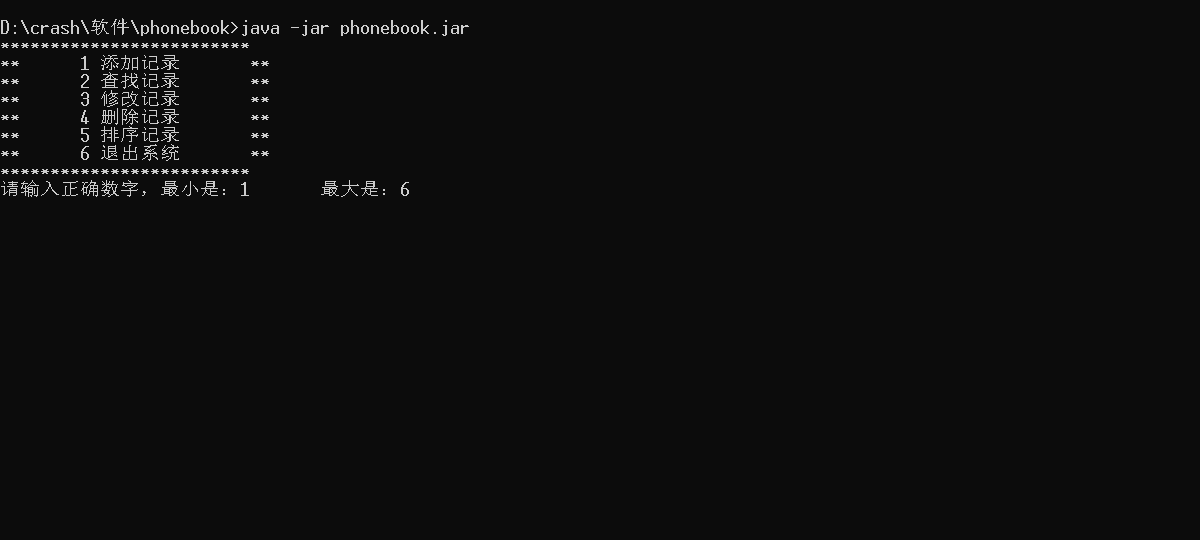 D:\crash\软件\phonebook>java -jar phonebook.jar
*************************
**      1 添加记录       **
**      2 查找记录       **
**      3 修改记录       **
**      4 删除记录       **
**      5 排序记录       **
**      6 退出系统       **
*************************
请输入正确数字，最小是：1       最大是：6